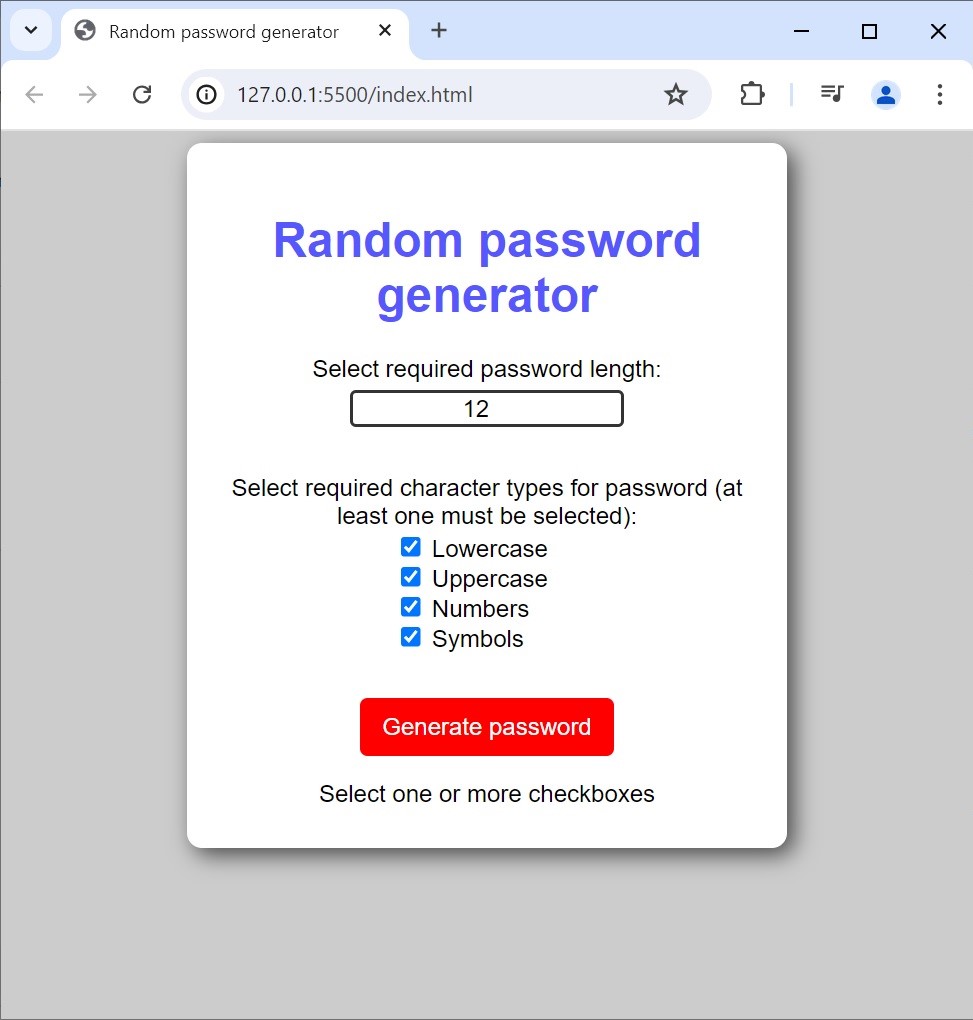 Random password generator
127.0.0.1:5500/index.html
Random password
generator
Select required password length:
12
Select required character types for password (at
least one must be selected):
Lowercase
Uppercase
Numbers
Symbols
Generate password
Select one or more checkboxes